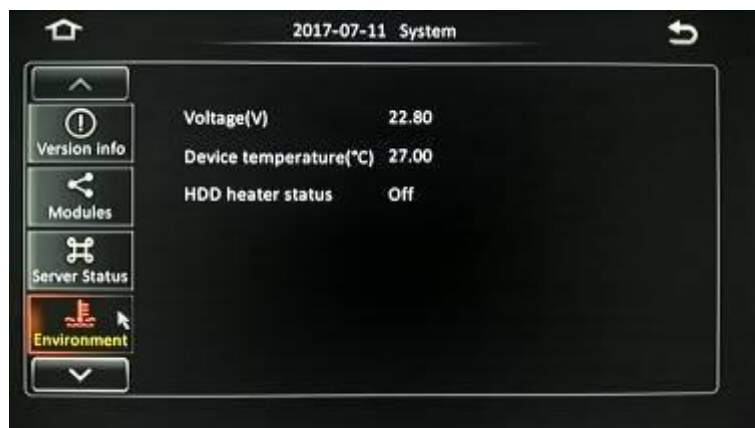 2017-07-11 System
Version info
Modules
Server Status
Environment
Voltage(V) 22.80
Device temperature(°C) 27.00
HDD heater status Off